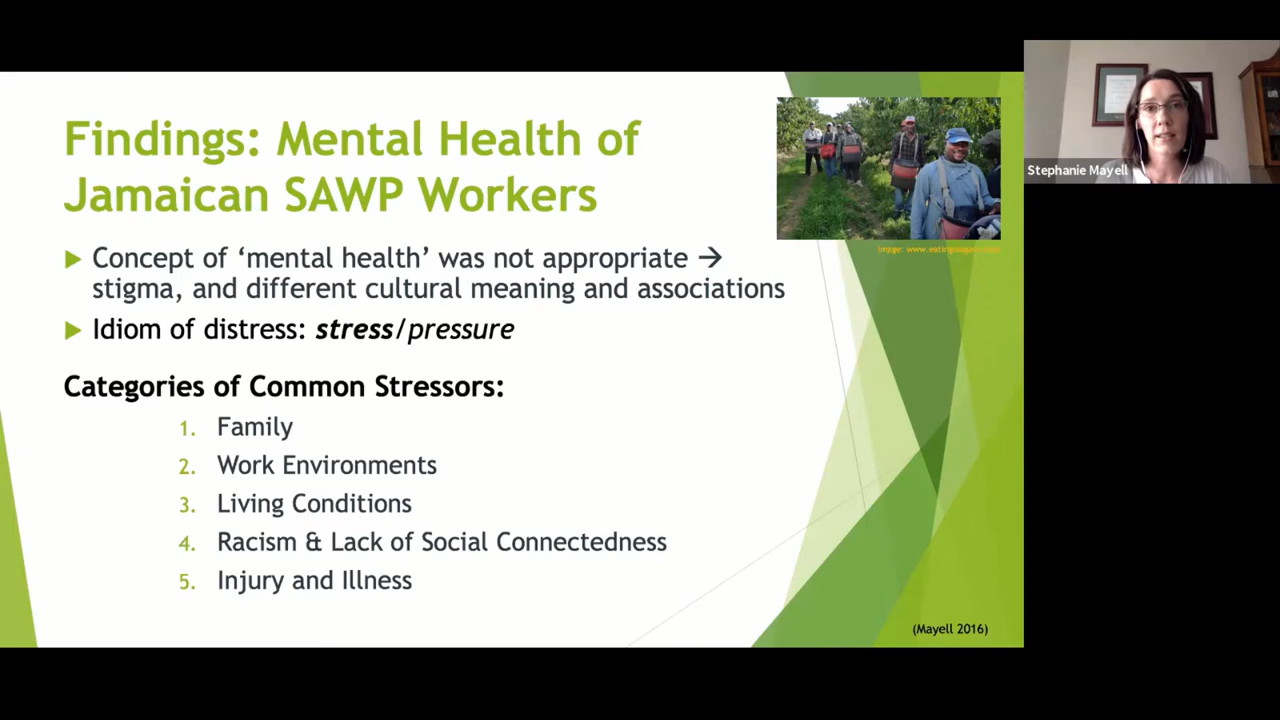 Findings: Mental Health of
Jamaican SAWP Workers
Concept of ‘mental health’ was not appropriate →
stigma, and different cultural meaning and associations
Idiom of distress: stress/pressure
Categories of Common Stressors:
1. Family
2. Work Environments
3. Living Conditions
4. Racism & Lack of Social Connectedness
5. Injury and Illness
(Mayell 2016)
Image:
Stephanie Mayell